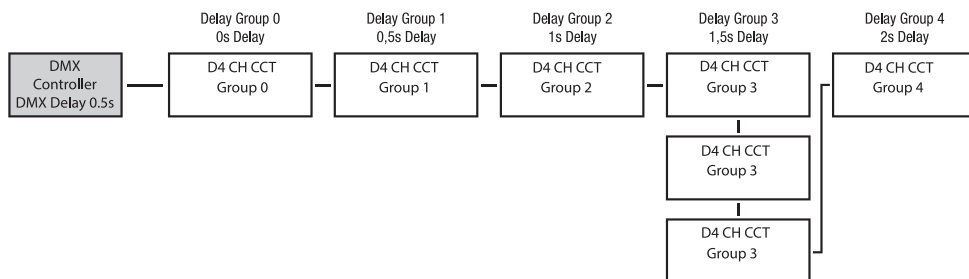 Delay Group 0
0s Delay
Delay Group 1
0,5s Delay
Delay Group 2
1s Delay
Delay Group 3
1,5s Delay
Delay Group 4
2s Delay
DMX
Controller
DMX Delay 0.5s
D4 CH CCT
Group 0
D4 CH CCT
Group 1
D4 CH CCT
Group 2
D4 CH CCT
Group 3
D4 CH CCT
Group 4
D4 CH CCT
Group 3
D4 CH CCT
Group 3